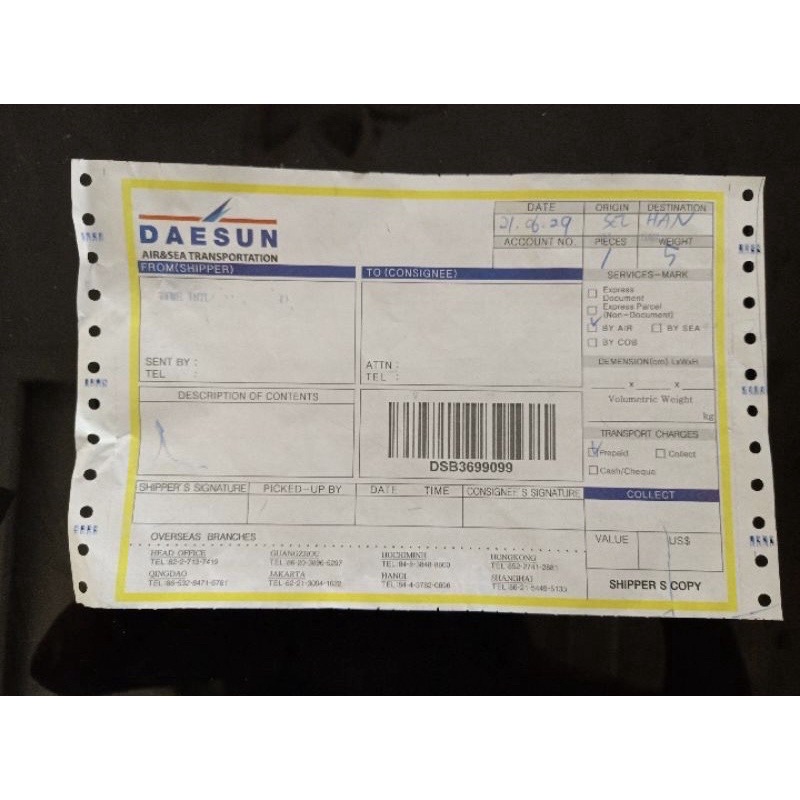 DAESUN
AIR&SEA TRANSPORTATION
DATE
ORIGIN
DESTINATION
21.6.29
SEL
HAN
ACCOUNT NO.
PIECES
WEIGHT
1
5
FROM(SHIPPER)
TO (CONSIGNEE)
SERVICES-MARK
Express
Document
Express Parcel
(Non-Document)
BY AIR
BY SEA
BY COB
SENT BY :
TEL :
ATTN :
TEL :
DEMENSION(cm) LxWxH
x x
Volumetric Weight
kg
DESCRIPTION OF CONTENTS
DSB3699099
TRANSPORT CHARGES
Prepaid
Collect
Cash/Cheque
SHIPPER'S SIGNATURE
PICKED-UP BY
DATE TIME
CONSIGNEE'S SIGNATURE
COLLECT
VALUE
US$
OVERSEAS BRANCHES
HEAD OFFICE
GUANGZHOU
HOCHIMINH
HONGKONG
QINGDAO
JAKARTA
HANOI
SHANGHAI
SHIPPER'S COPY